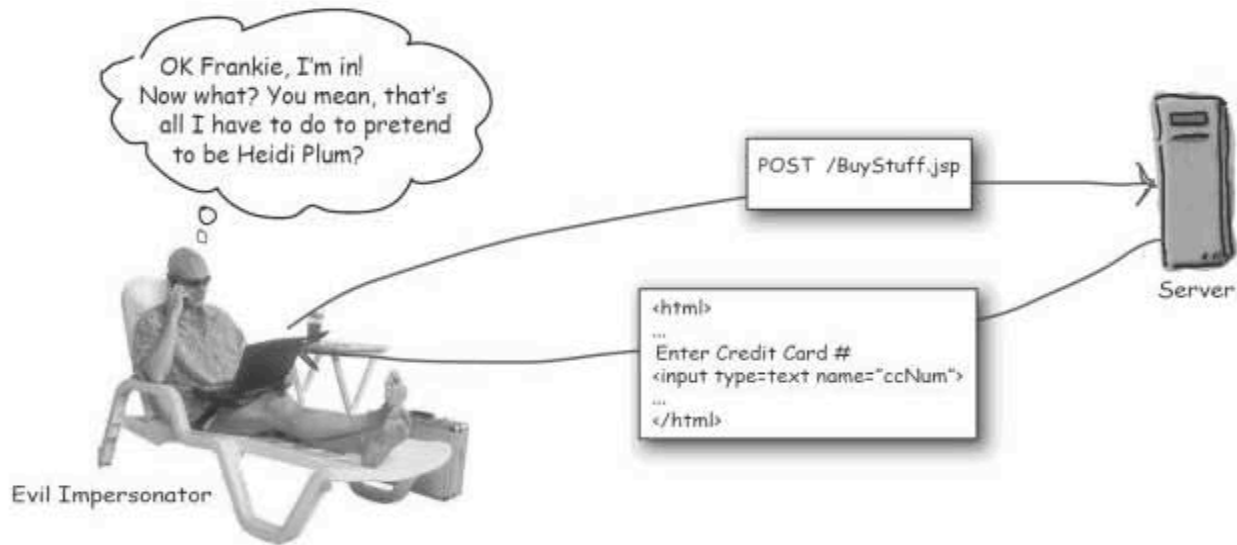 OK Frankie, I'm in!
Now what? You mean, that's
all I have to do to pretend
to be Heidi Plum?
POST /BuyStuff.jsp
Server
<html>
...
Enter Credit Card #
<input type=text name="ccNum">
...
</html>
Evil Impersonator